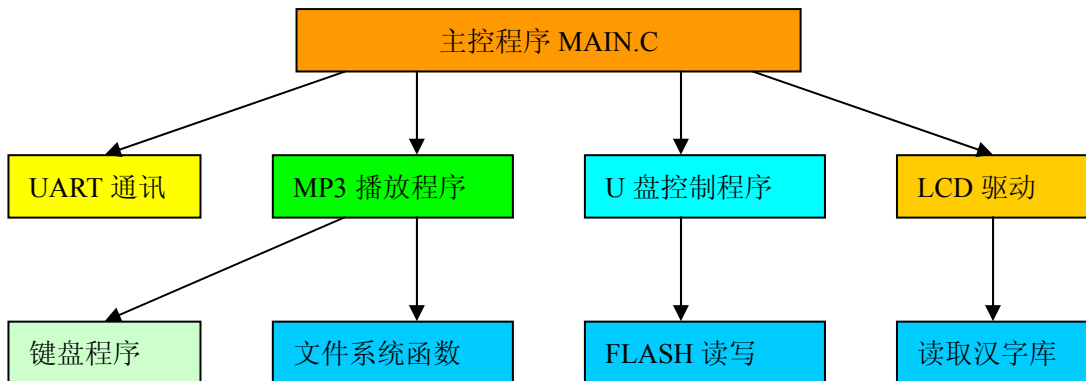 主控程序 MAIN.C
UART 通讯
MP3 播放程序
U 盘控制程序
LCD 驱动
键盘程序
文件系统函数
FLASH 读写
读取汉字库